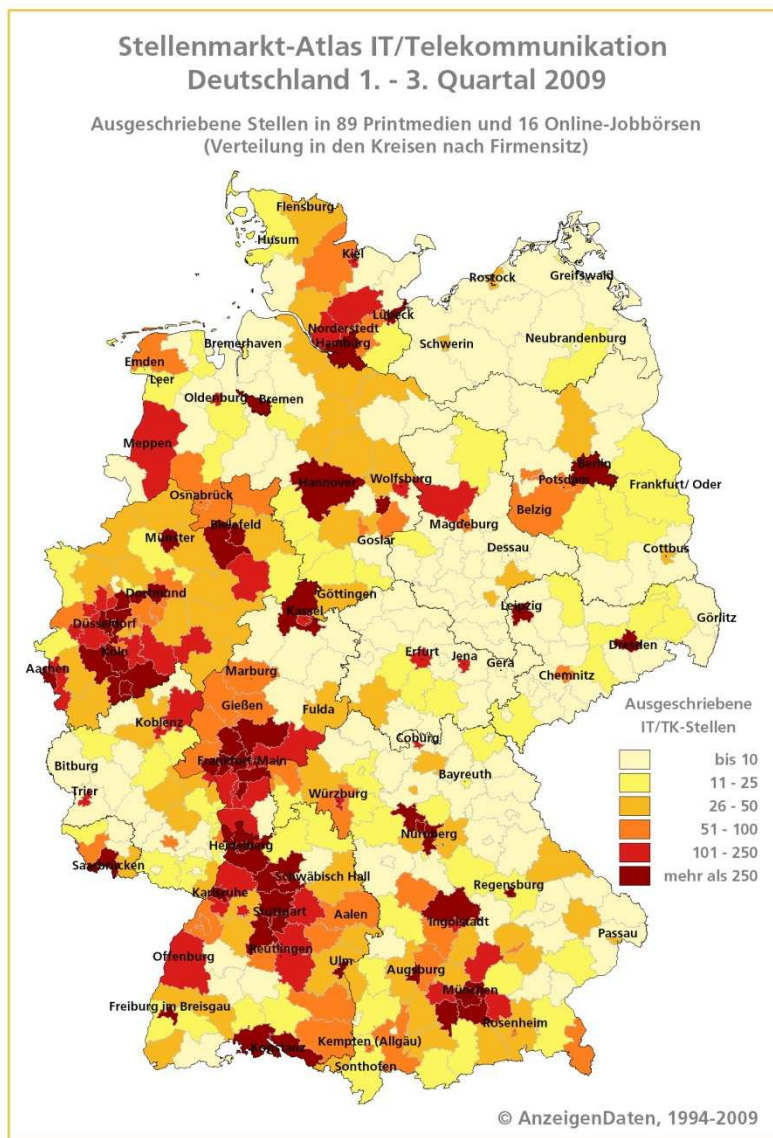 Stellenmarkt-Atlas IT/Telekommunikation
Deutschland 1. - 3. Quartal 2009
Ausgeschriebene Stellen in 89 Printmedien und 16 Online-Jobbörsen
(Verteilung in den Kreisen nach Firmensitz)
Flensburg
Husum
Kiel
Rostock
Greifswald
Lübeck
Norderstedt
Hamburg
Schwerin
Neubrandenburg
Bremerhaven
Emden
Leer
Oldenburg
Bremen
Meppen
Hannover
Wolfsburg
Berlin
Potsdam
Frankfurt/ Oder
Osnabrück
Magdeburg
Belzig
Bielefeld
Münster
Goslar
Dessau
Cottbus
Dortmund
Göttingen
Kassel
Leipzig
Görlitz
Düsseldorf
Köln
Dresden
Aachen
Marburg
Erfurt
Jena
Gera
Chemnitz
Gießen
Koblenz
Fulda
Ausgeschriebene
IT/TK-Stellen
Coburg
bis 10
Bitburg
Frankfurt/Main
Bayreuth
11 - 25
Trier
Würzburg
26 - 50
51 - 100
Nürnberg
Heidelberg
101 - 250
Saarbrücken
Schwäbisch Hall
mehr als 250
Regensburg
Karlsruhe
Stuttgart
Aalen
Ingolstadt
Passau
Offenburg
Reutlingen
Ulm
Augsburg
München
Freiburg im Breisgau
Rosenheim
Konstanz
Kempten (Allgäu)
Sonthofen
© AnzeigenDaten, 1994-2009